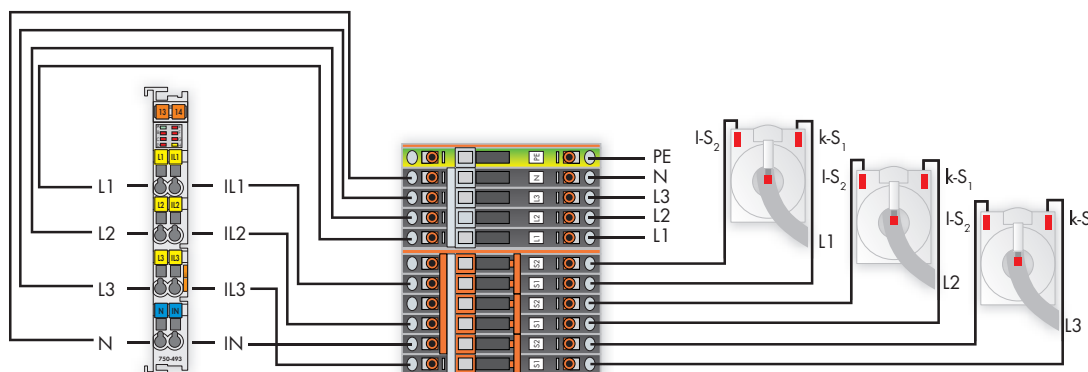 13 14
L1 IL1
L2 IL2
L3 IL3
N IN
750-493
L1
L2
L3
N
IL1
IL2
IL3
IN
PE
N
L3
L2
L1
S2
S1
S2
S1
S2
S1
PE
N
L3
L2
L1
l-S2
k-S1
L1
l-S2
k-S1
L2
l-S2
k-S
L3